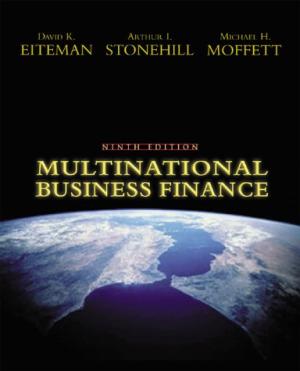 DAVID K. ARTHUR I. MICHAEL H.
EITEMAN STONEHILL MOFFETT
NINTH EDITION
MULTINATIONAL
BUSINESS FINANCE